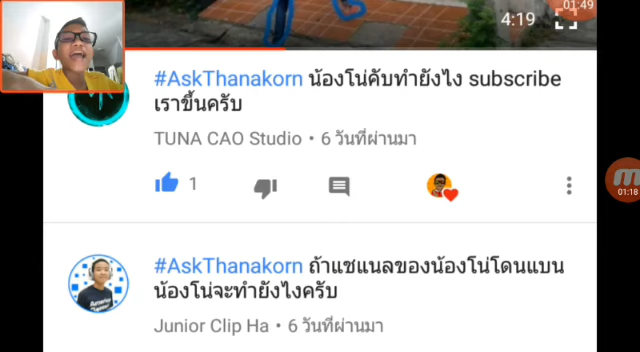 01:49
4:19
#AskThanakorn น้องโน่คับทำยังไง subscribe
เราขึ้นครับ
TUNA CAO Studio • 6 วันที่ผ่านมา
1
01:18
#AskThanakorn ถ้าแชแนลของน้องโน่โดนแบน
น้องโน่จะทำยังไงครับ
Junior Clip Ha • 6 วันที่ผ่านมา